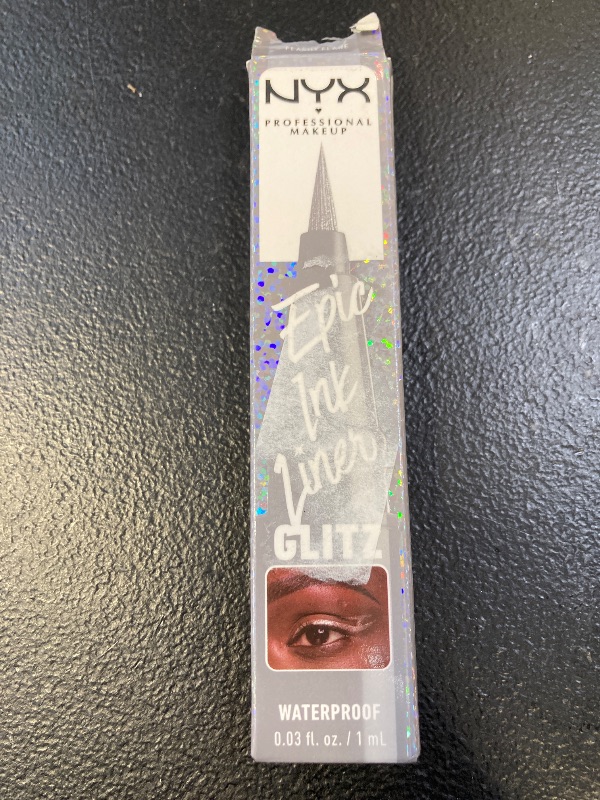 NYX
PROFESSIONAL
MAKEUP
Epic
Ink
Liner
GLITZ
WATERPROOF
0.03 fl. oz. / 1 mL